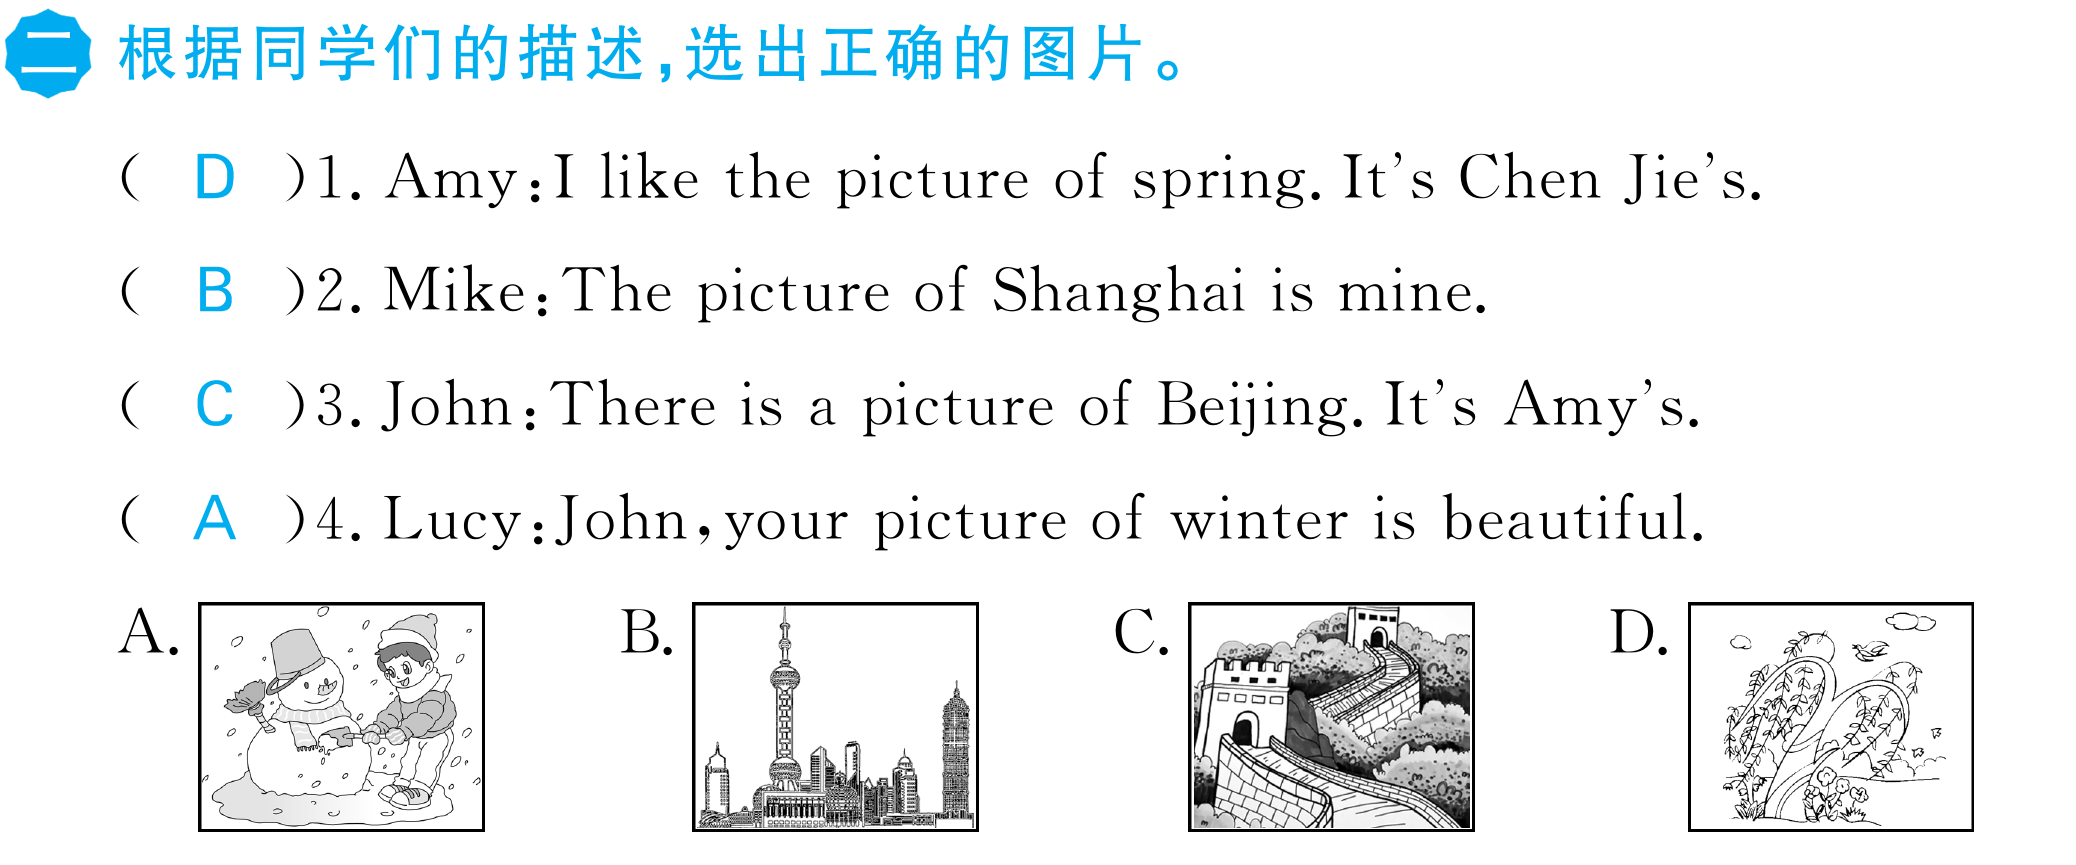 二 根据同学们的描述,选出正确的图片。
( D )1. Amy:I like the picture of spring. It's Chen Jie's.
( B )2. Mike:The picture of Shanghai is mine.
( C )3. John:There is a picture of Beijing. It's Amy's.
( A )4. Lucy:John,your picture of winter is beautiful.
A. B. C. D.